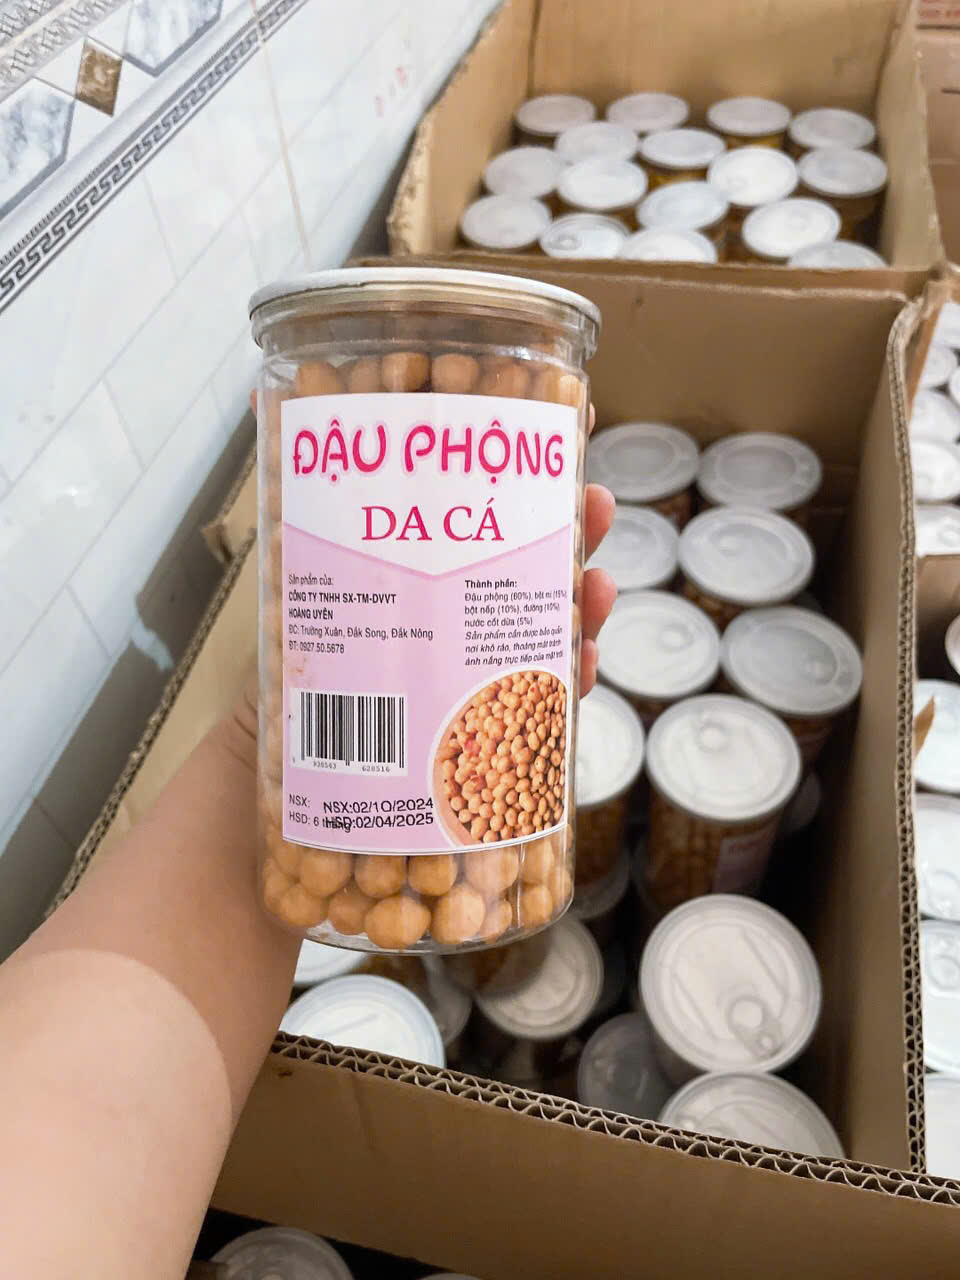 ĐẬU PHỘNG
DA CÁ
Sản phẩm của:
CÔNG TY TNHH SX-TM-DVVT
HOÀNG UYÊN
ĐC: Trường Xuân, Đắk Song, Đắk Nông
ĐT: 0927.50.5678
Thành phần:
Đậu phộng (60%), bột mì (15%),
bột nếp (10%), đường (10%),
nước cốt dừa (5%)
Sản phẩm cần được bảo quản
nơi khô ráo, thoáng mát tránh
ánh nắng trực tiếp của mặt trời
938563 628516
NSX: NSX:02/10/2024
HSD: 6 tháng HSD:02/04/2025